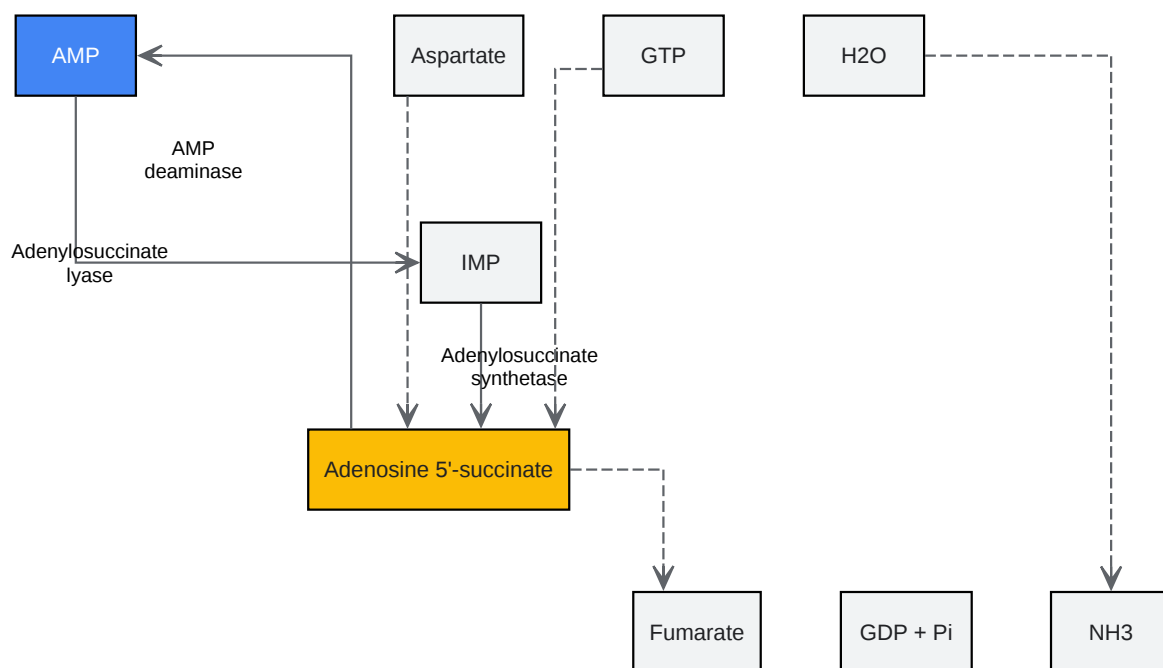 AMP
Aspartate
GTP
H2O
AMP
deaminase
Adenylosuccinate
lyase
IMP
Adenylosuccinate
synthetase
Adenosine 5'-succinate
Fumarate
GDP + Pi
NH3